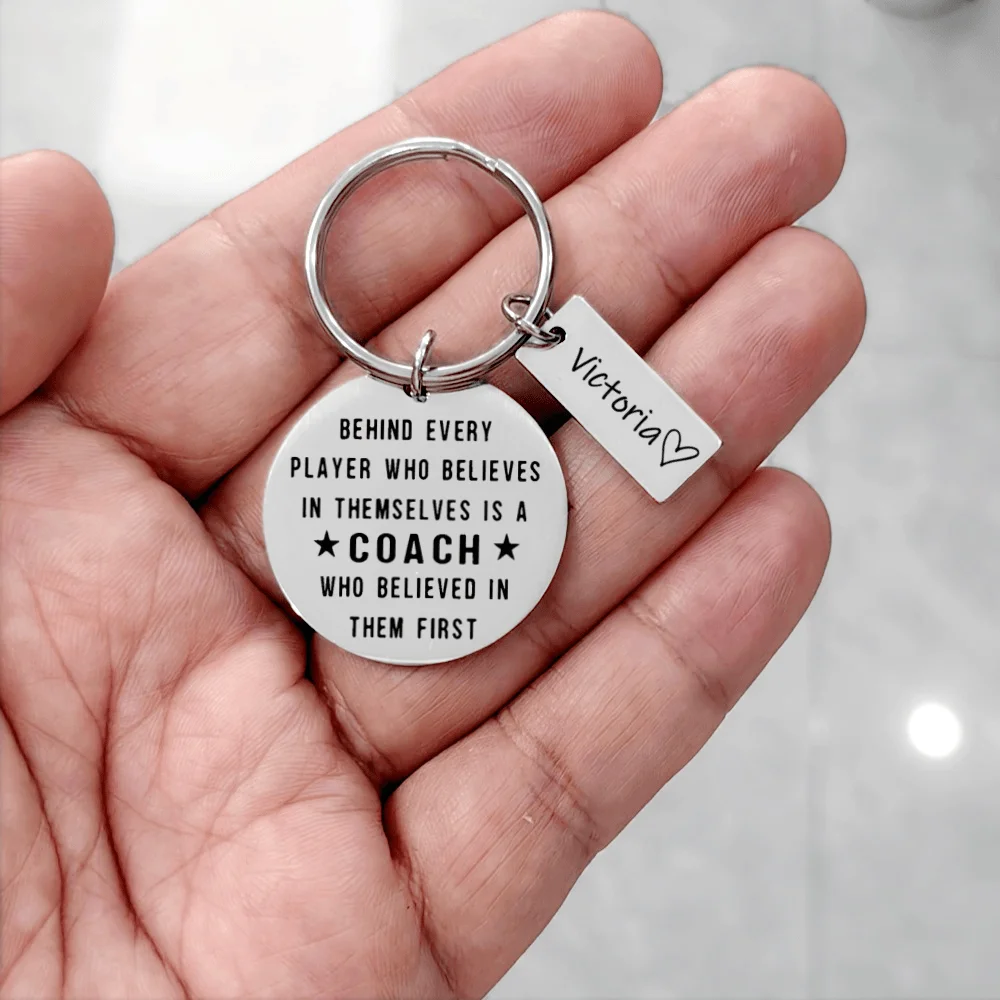 BEHIND EVERY
PLAYER WHO BELIEVES
IN THEMSELVES IS A
★ COACH ★
WHO BELIEVED IN
THEM FIRST
Victoria♡